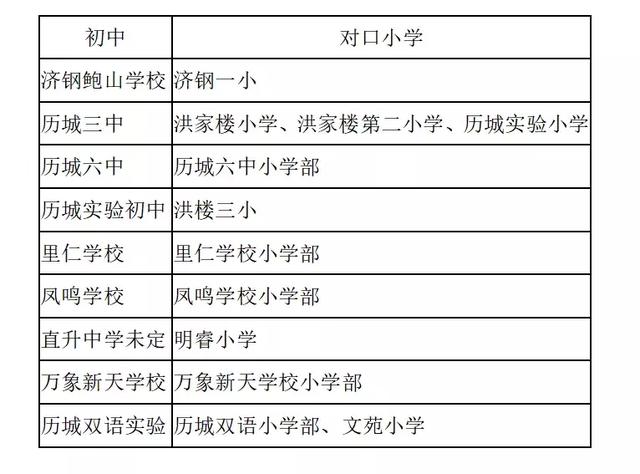 初中 对口小学
济钢鲍山学校 济钢一小
历城三中 洪家楼小学、洪家楼第二小学、历城实验小学
历城六中 历城六中小学部
历城实验初中 洪楼三小
里仁学校 里仁学校小学部
凤鸣学校 凤鸣学校小学部
直升中学未定 明睿小学
万象新天学校 万象新天学校小学部
历城双语实验 历城双语小学部、文苑小学